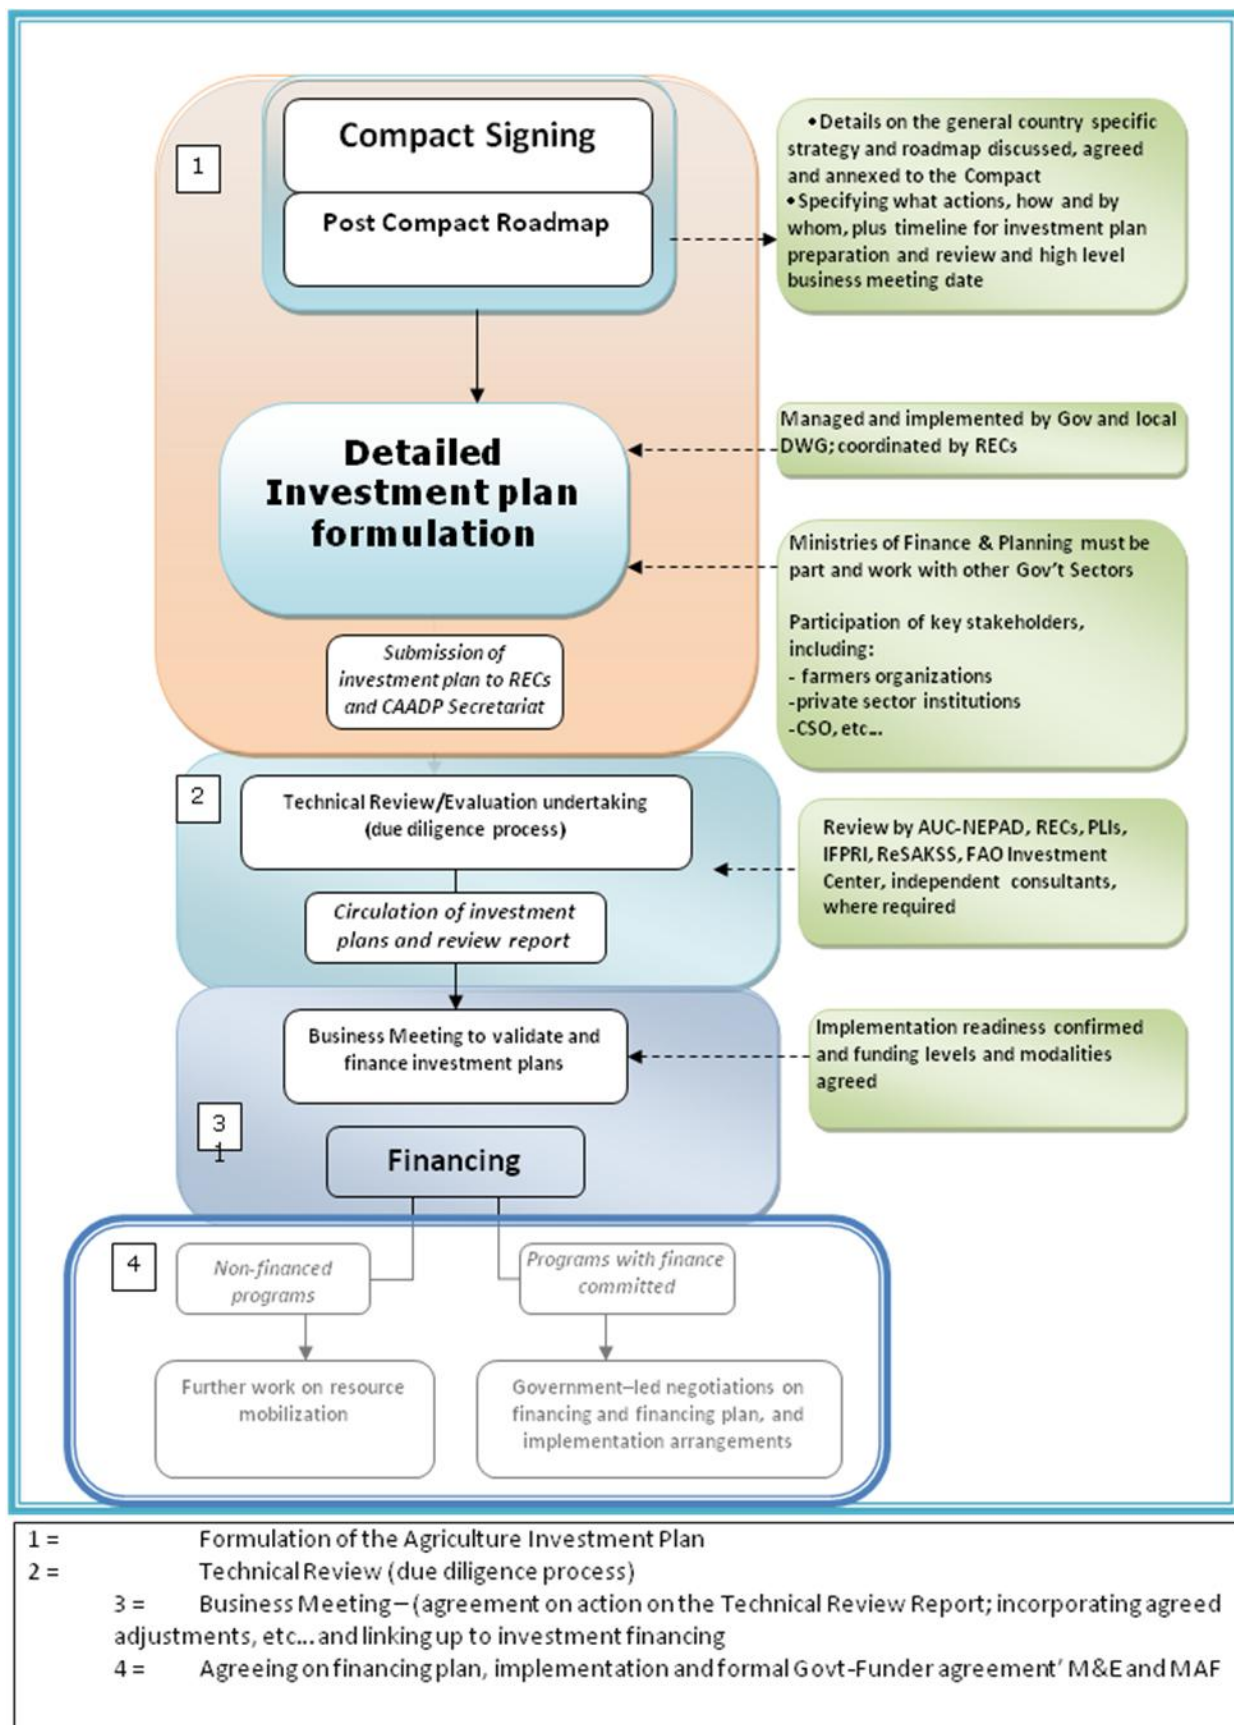 1
Compact Signing
Post Compact Roadmap
•Details on the general country specific
strategy and roadmap discussed, agreed
and annexed to the Compact
•Specifying what actions, how and by
whom, plus timeline for investment plan
preparation and review and high level
business meeting date
Detailed
Investment plan
formulation
Managed and implemented by Gov and local
DWG; coordinated by RECs
Ministries of Finance & Planning must be
part and work with other Gov't Sectors
Participation of key stakeholders,
including:
- farmers organizations
-private sector institutions
-CSO, etc...
Submission of
investment plan to RECs
and CAADP Secretariat
2
Technical Review/Evaluation undertaking
(due diligence process)
Review by AUC-NEPAD, RECs, PLIs,
IFPRI, ReSAKSS, FAO Investment
Center, independent consultants,
where required
Circulation of investment
plans and review report
Business Meeting to validate and
finance investment plans
Implementation readiness confirmed
and funding levels and modalities
agreed
3
1
Financing
4
Non-financed
programs
Programs with finance
committed
Further work on resource
mobilization
Government–led negotiations on
financing and financing plan, and
implementation arrangements
1 = Formulation of the Agriculture Investment Plan
2 = Technical Review (due diligence process)
3 = Business Meeting – (agreement on action on the Technical Review Report; incorporating agreed
adjustments, etc... and linking up to investment financing
4 = Agreeing on financing plan, implementation and formal Govt-Funder agreement' M&E and MAF